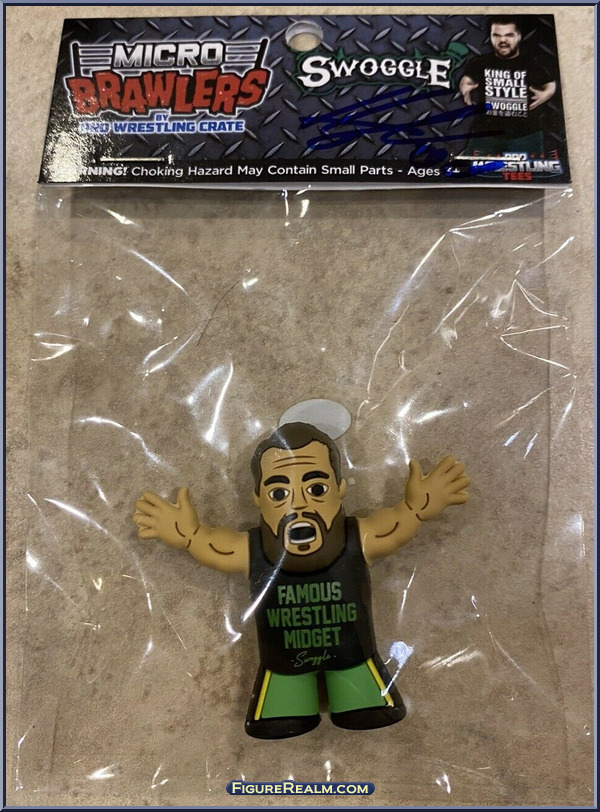 MICRO
BRAWLERS
BY
PRO WRESTLING CRATE
SWOGGLE
KING OF
SMALL
STYLE
SWOGGLE
PRO
WRESTLING
TEES
WARNING! Choking Hazard May Contain Small Parts - Ages 3+
FAMOUS
WRESTLING
MIDGET
-Swoggle-
FIGUREREALM.COM